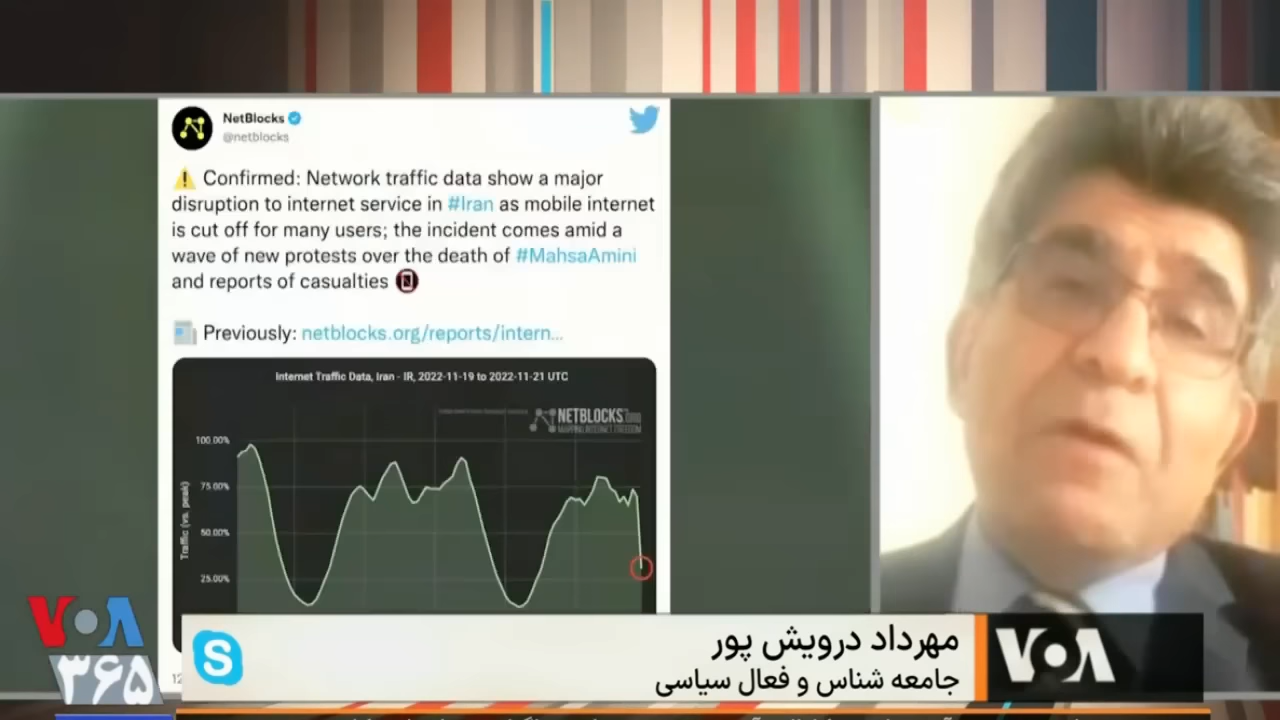 NetBlocks
@netblocks
⚠️ Confirmed: Network traffic data show a major
disruption to internet service in #Iran as mobile internet
is cut off for many users; the incident comes amid a
wave of new protests over the death of #MahsaAmini
and reports of casualties 📵
📰 Previously: netblocks.org/reports/intern...
Internet Traffic Data, Iran - IR, 2022-11-19 to 2022-11-21 UTC
NETBLOCKS.ORG
MAPPING INTERNET FREEDOM
Traffic (vs. peak)
100.00%
75.00%
50.00%
25.00%
12
VOA
۳۶۵
S
مهرداد درویش پور
جامعه شناس و فعال سیاسی
VOA